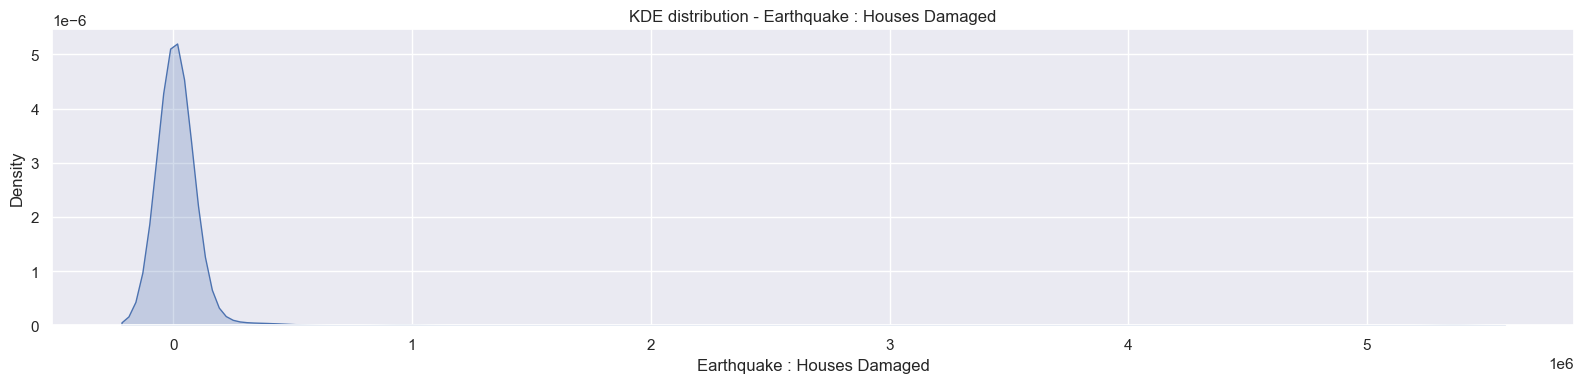 KDE distribution - Earthquake : Houses Damaged
1e−6
5
4
3
2
1
0
Density
0 1 2 3 4 5
Earthquake : Houses Damaged
1e6